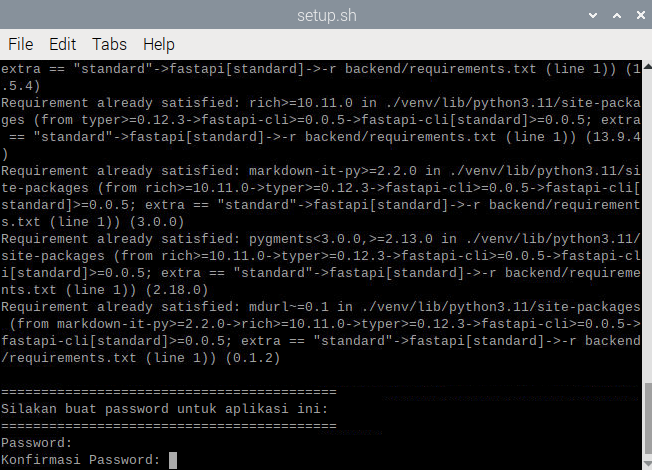 setup.sh
File Edit Tabs Help
extra == "standard"->fastapi[standard]->-r backend/requirements.txt (line 1)) (1
.5.4)
Requirement already satisfied: rich>=10.11.0 in ./venv/lib/python3.11/site-packa
ges (from typer>=0.12.3->fastapi-cli>=0.0.5->fastapi-cli[standard]>=0.0.5; extra
 == "standard"->fastapi[standard]->-r backend/requirements.txt (line 1)) (13.9.4
)
Requirement already satisfied: markdown-it-py>=2.2.0 in ./venv/lib/python3.11/si
te-packages (from rich>=10.11.0->typer>=0.12.3->fastapi-cli>=0.0.5->fastapi-cli[
standard]>=0.0.5; extra == "standard"->fastapi[standard]->-r backend/requirement
s.txt (line 1)) (3.0.0)
Requirement already satisfied: pygments<3.0.0,>=2.13.0 in ./venv/lib/python3.11/
site-packages (from rich>=10.11.0->typer>=0.12.3->fastapi-cli>=0.0.5->fastapi-cl
i[standard]>=0.0.5; extra == "standard"->fastapi[standard]->-r backend/requireme
nts.txt (line 1)) (2.18.0)
Requirement already satisfied: mdurl~=0.1 in ./venv/lib/python3.11/site-packages
 (from markdown-it-py>=2.2.0->rich>=10.11.0->typer>=0.12.3->fastapi-cli>=0.0.5->
fastapi-cli[standard]>=0.0.5; extra == "standard"->fastapi[standard]->-r backend
/requirements.txt (line 1)) (0.1.2)
==========================================
Silakan buat password untuk aplikasi ini:
==========================================
Password:
Konfirmasi Password: